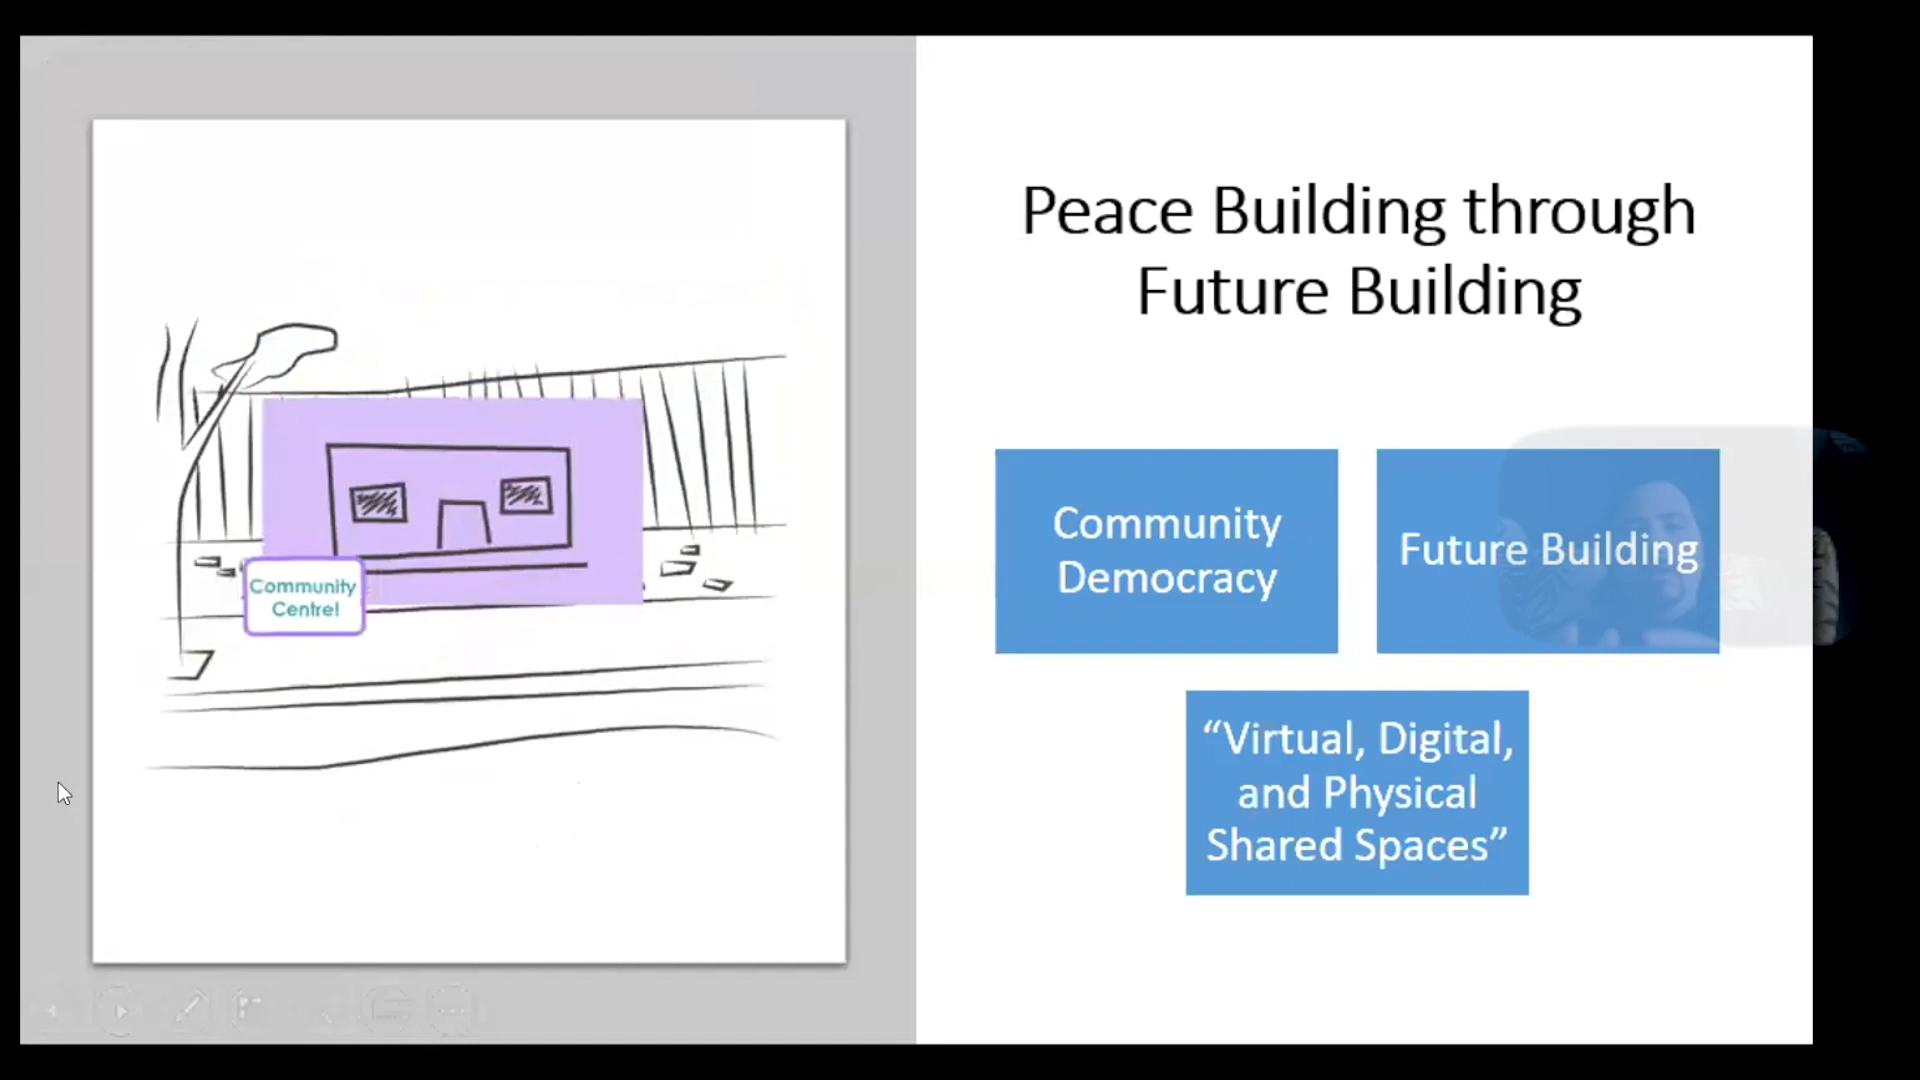 Peace Building through
Future Building
Community
Democracy
Future Building
“Virtual, Digital,
and Physical
Shared Spaces”
Community
Centre!